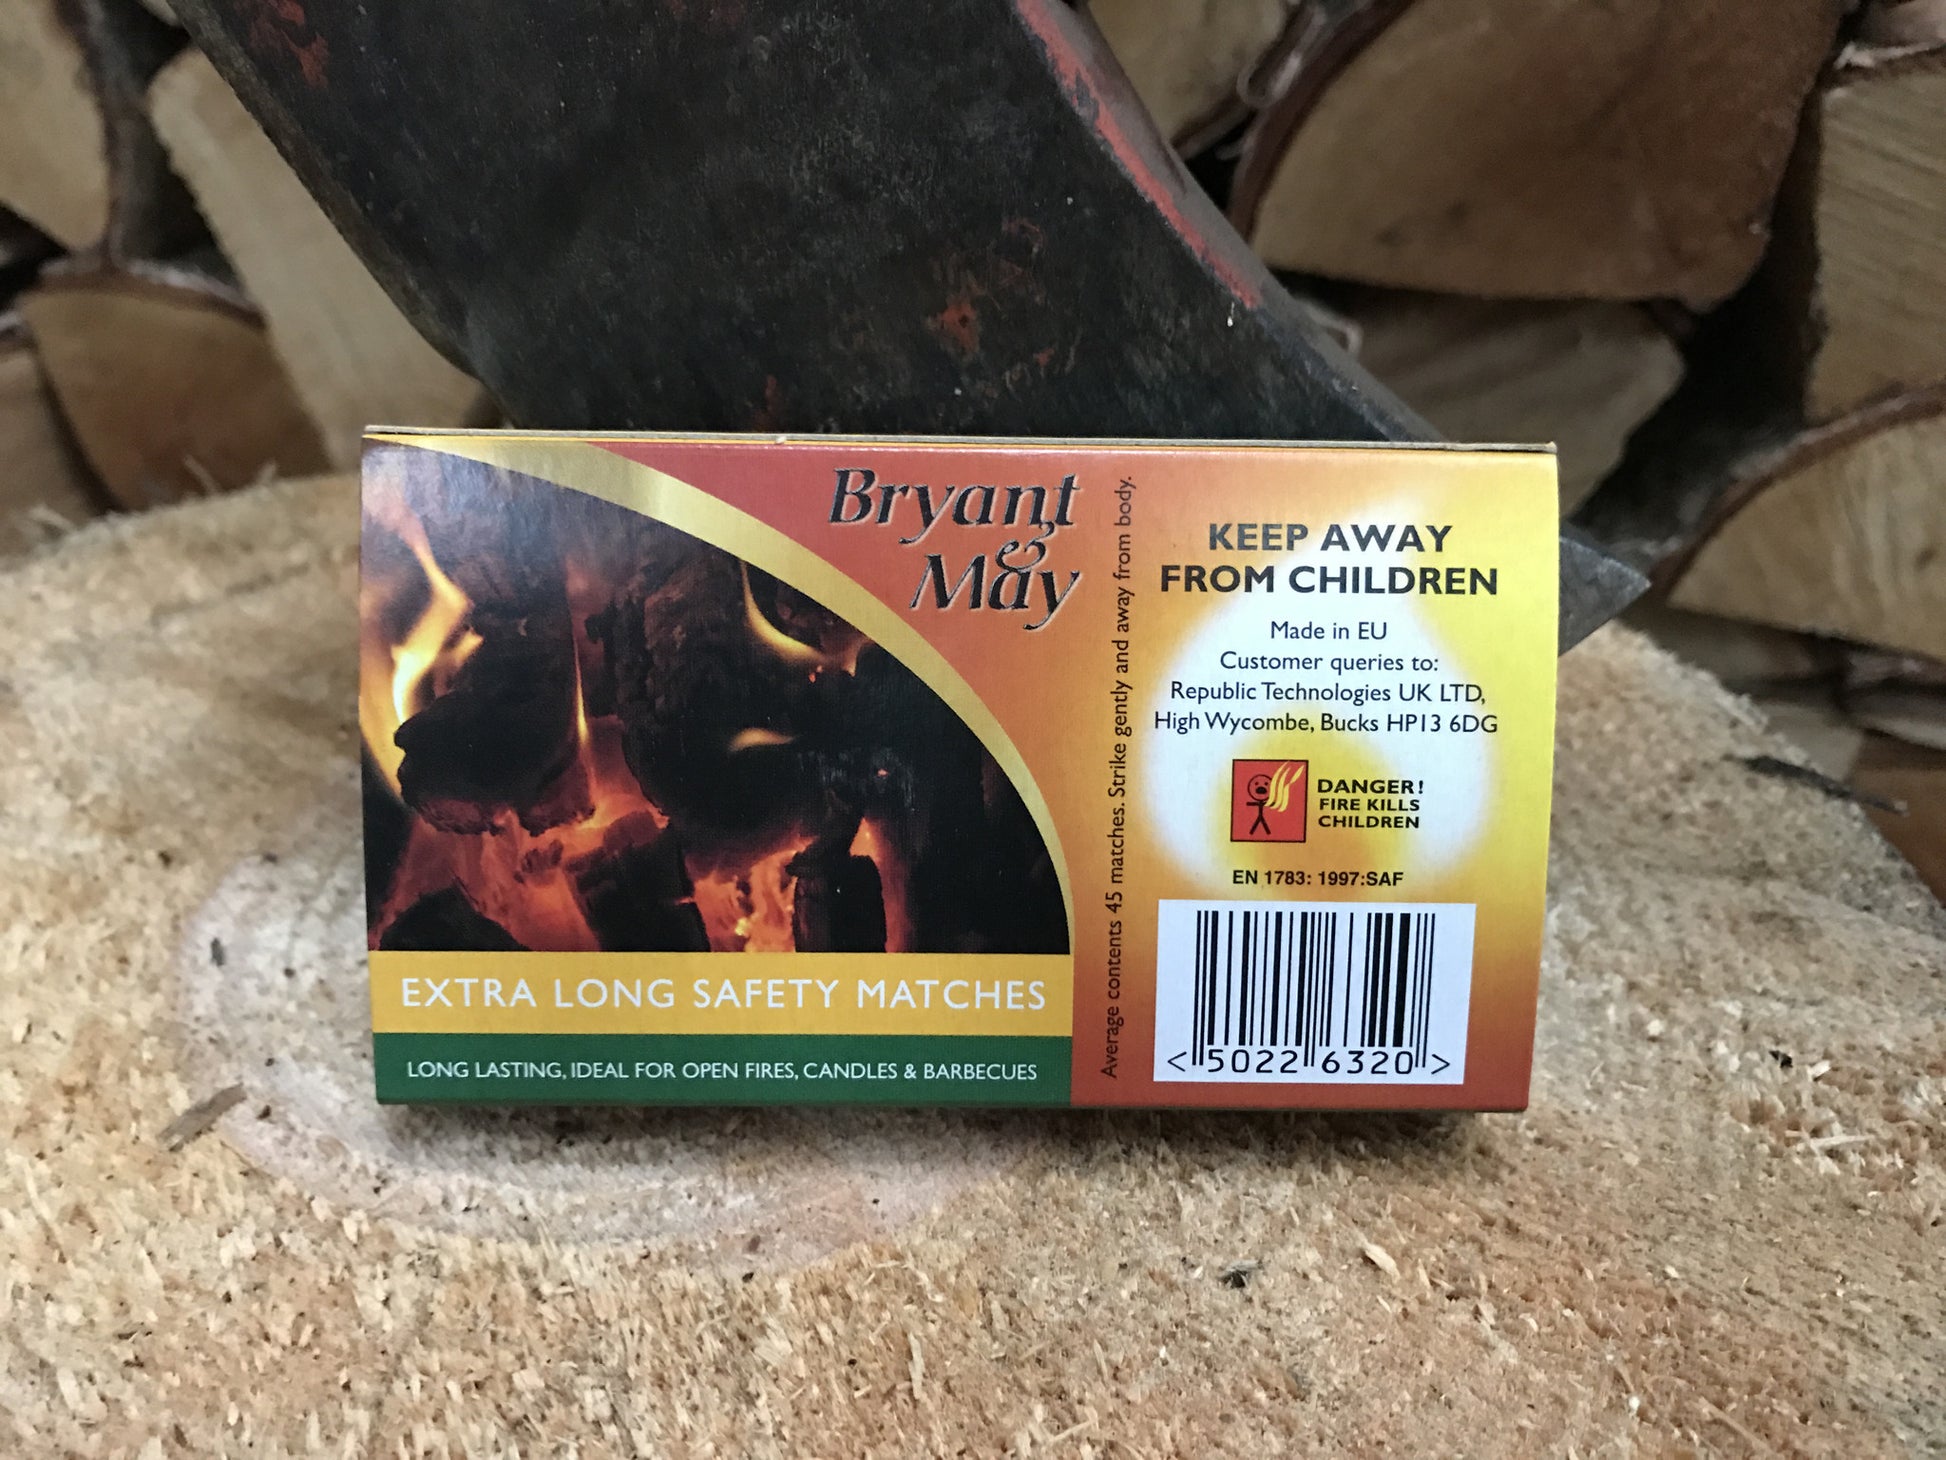 Bryant
&
May
EXTRA LONG SAFETY MATCHES
LONG LASTING, IDEAL FOR OPEN FIRES, CANDLES & BARBECUES
Average contents 45 matches. Strike gently and away from body.
KEEP AWAY
FROM CHILDREN
Made in EU
Customer queries to:
Republic Technologies UK LTD,
High Wycombe, Bucks HP13 6DG
DANGER!
FIRE KILLS
CHILDREN
EN 1783: 1997:SAF
<5022 6320>